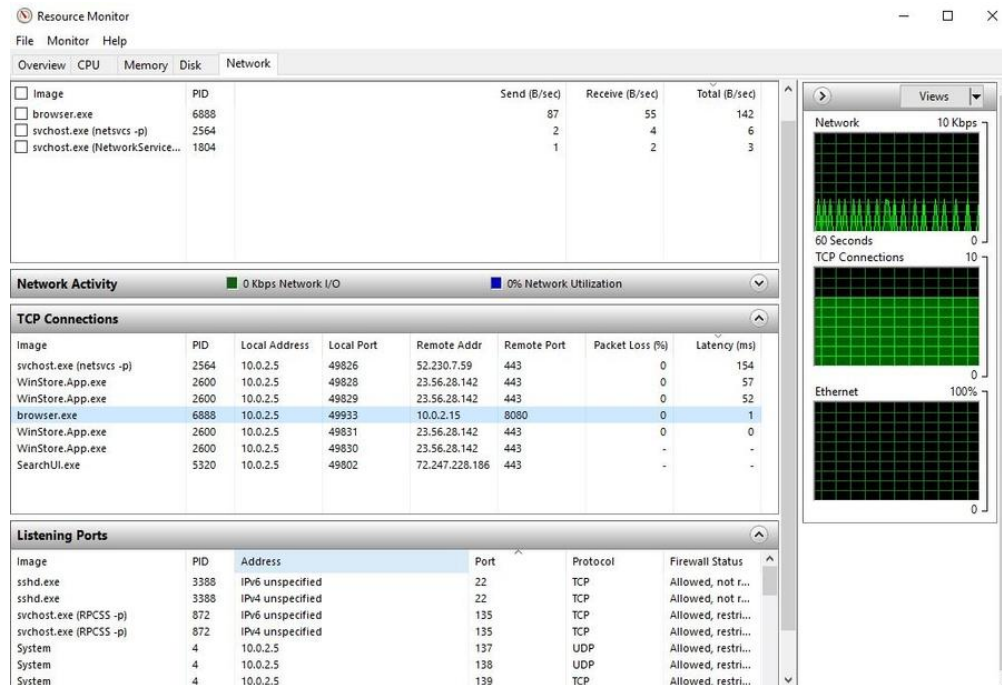 Resource Monitor
File Monitor Help
Overview CPU Memory Disk Network
Image PID Send (B/sec) Receive (B/sec) Total (B/sec)
browser.exe 6888 87 55 142
svchost.exe (netsvcs -p) 2564 2 4 6
svchost.exe (NetworkService... 1804 1 2 3
Network Activity 0 Kbps Network I/O 0% Network Utilization
TCP Connections
Image PID Local Address Local Port Remote Addr Remote Port Packet Loss (%) Latency (ms)
svchost.exe (netsvcs -p) 2564 10.0.2.5 49826 52.230.7.59 443 0 154
WinStore.App.exe 2600 10.0.2.5 49828 23.56.28.142 443 0 57
WinStore.App.exe 2600 10.0.2.5 49829 23.56.28.142 443 0 52
browser.exe 6888 10.0.2.5 49933 10.0.2.15 8080 0 1
WinStore.App.exe 2600 10.0.2.5 49831 23.56.28.142 443 0 0
WinStore.App.exe 2600 10.0.2.5 49830 23.56.28.142 443 - -
SearchUI.exe 5320 10.0.2.5 49802 72.247.228.186 443 - -
Listening Ports
Image PID Address Port Protocol Firewall Status
sshd.exe 3388 IPv6 unspecified 22 TCP Allowed, not r...
sshd.exe 3388 IPv4 unspecified 22 TCP Allowed, not r...
svchost.exe (RPCSS -p) 872 IPv6 unspecified 135 TCP Allowed, restri...
svchost.exe (RPCSS -p) 872 IPv4 unspecified 135 TCP Allowed, restri...
System 4 10.0.2.5 137 UDP Allowed, restri...
System 4 10.0.2.5 138 UDP Allowed, restri...
System 4 10.0.2.5 139 TCP Allowed, restri...
Views
Network 10 Kbps
60 Seconds 0
TCP Connections 10
0
Ethernet 100%
0